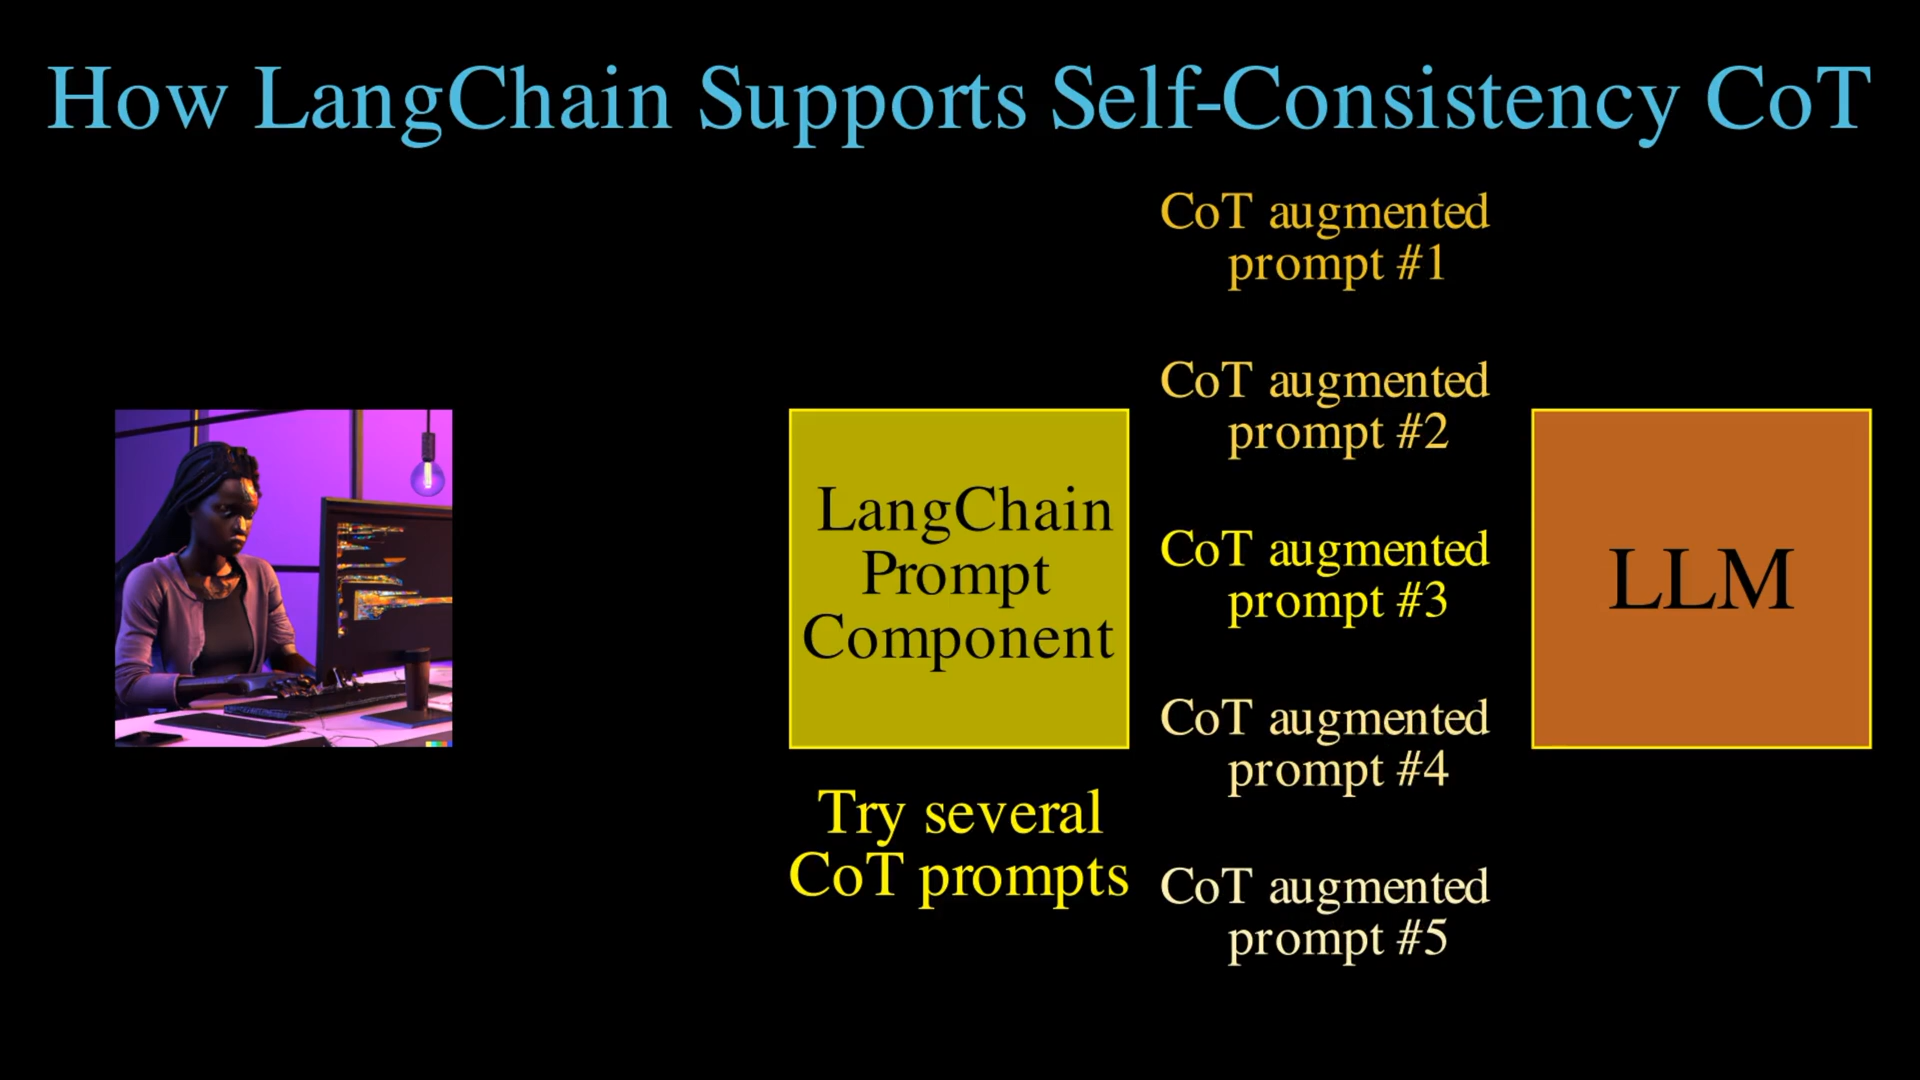 How LangChain Supports Self-Consistency CoT
LangChain
Prompt
Component
Try several
CoT prompts
CoT augmented
prompt #1
CoT augmented
prompt #2
CoT augmented
prompt #3
CoT augmented
prompt #4
CoT augmented
prompt #5
LLM